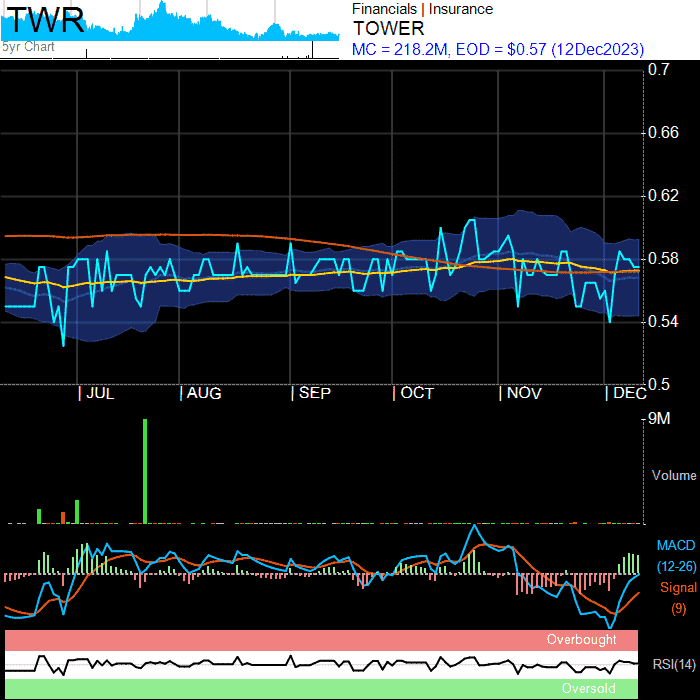 TWR
5yr Chart
Financials | Insurance
TOWER
MC = 218.2M, EOD = $0.57 (12Dec2023)
0.7
0.66
0.62
0.58
0.54
0.5
| JUL | AUG | SEP | OCT | NOV | DEC
9M
Volume
MACD
(12-26)
Signal
(9)
Overbought
RSI(14)
Oversold